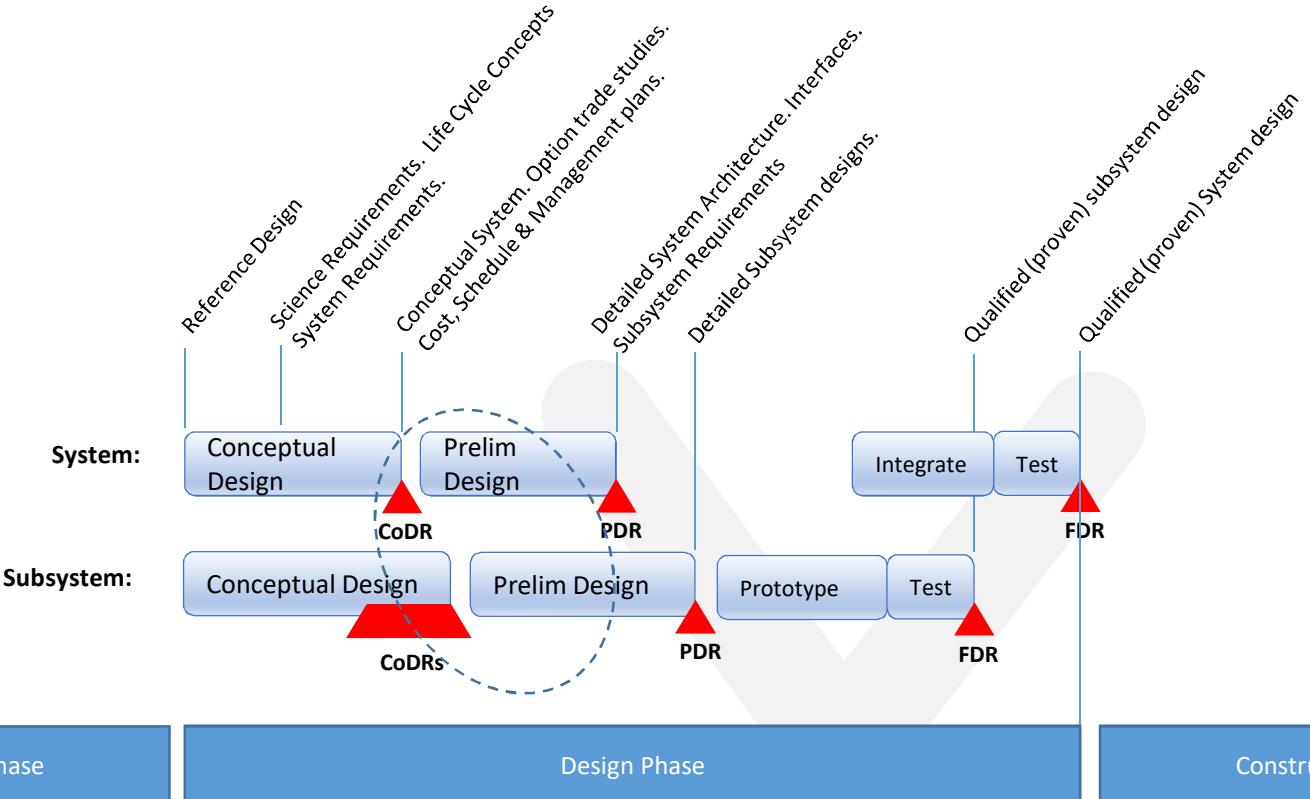 Reference Design
Science Requirements. Life Cycle Concepts
System Requirements.
Conceptual System. Option trade studies.
Cost, Schedule & Management plans.
Detailed System Architecture. Interfaces.
Subsystem Requirements
Detailed Subsystem designs.
Qualified (proven) subsystem design
Qualified (proven) System design
System:
Conceptual
Design
Prelim
Design
Integrate
Test
CoDR
PDR
FDR
Subsystem:
Conceptual Design
Prelim Design
Prototype
Test
CoDRs
PDR
FDR
hase
Design Phase
Constru